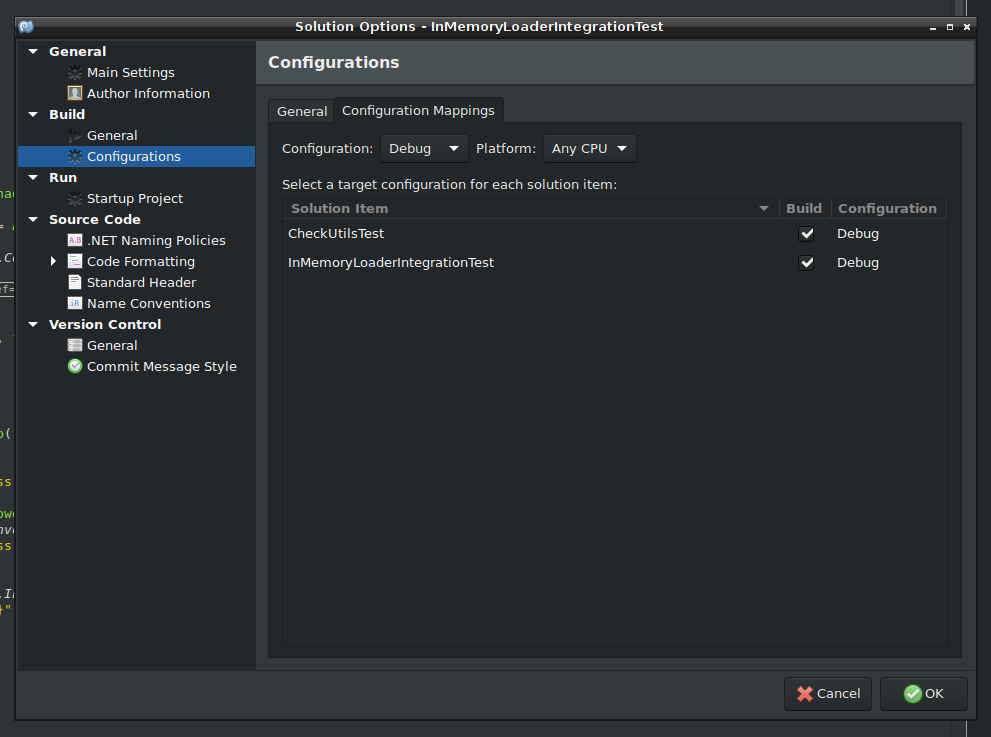 Solution Options - InMemoryLoaderIntegrationTest
General
Main Settings
Author Information
Build
General
Configurations
Run
Startup Project
Source Code
A.B .NET Naming Policies
Code Formatting
Standard Header
iR Name Conventions
Version Control
General
Commit Message Style
Configurations
General Configuration Mappings
Configuration: Debug Platform: Any CPU
Select a target configuration for each solution item:
Solution Item Build Configuration
CheckUtilsTest Debug
InMemoryLoaderIntegrationTest Debug
Cancel OK